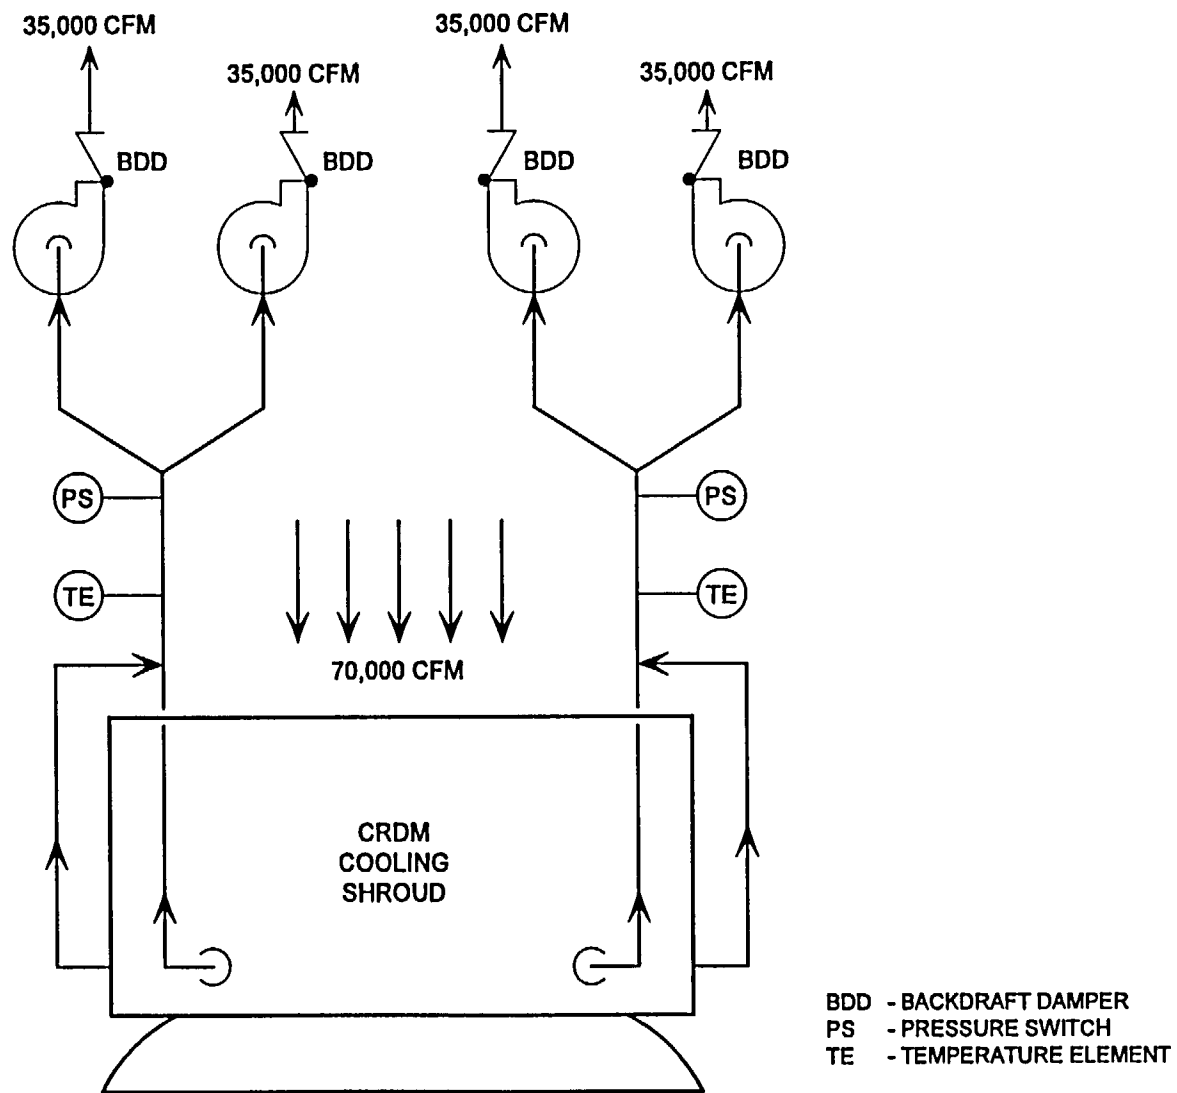 35,000 CFM
35,000 CFM
35,000 CFM
35,000 CFM
BDD
BDD
BDD
BDD
PS
PS
TE
TE
70,000 CFM
CRDM
COOLING
SHROUD
BDD - BACKDRAFT DAMPER
PS - PRESSURE SWITCH
TE - TEMPERATURE ELEMENT